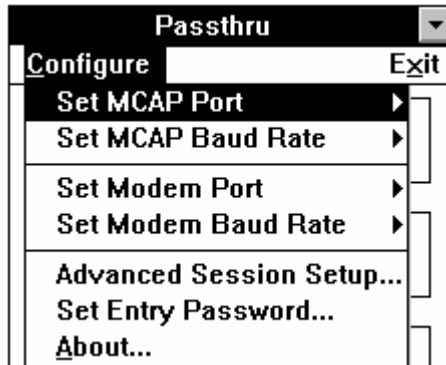 Passthru
Configure Exit
Set MCAP Port
Set MCAP Baud Rate
Set Modem Port
Set Modem Baud Rate
Advanced Session Setup...
Set Entry Password...
About...